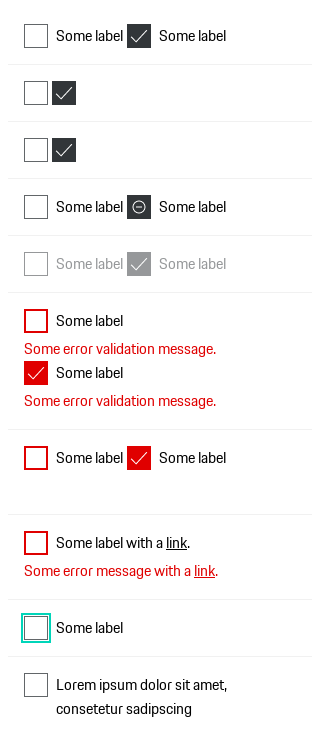 Some label Some label
Some label Some label
Some label Some label
Some label
Some error validation message.
Some label
Some error validation message.
Some label Some label
Some label with a link.
Some error message with a link.
Some label
Lorem ipsum dolor sit amet,
consetetur sadipscing